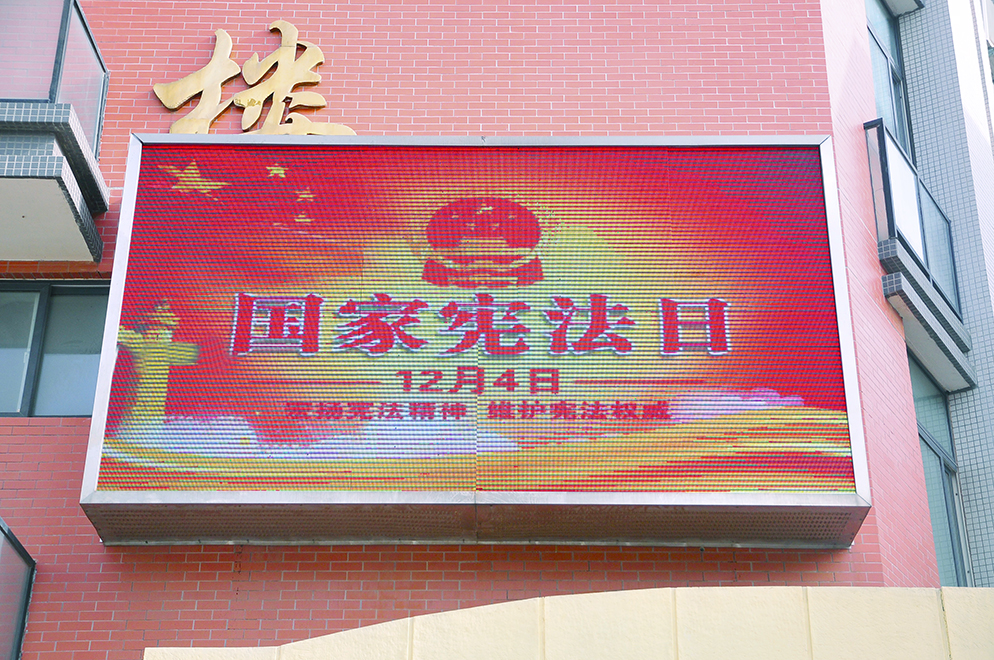 楼
国家宪法日
12月4日
弘扬宪法精神 维护宪法权威